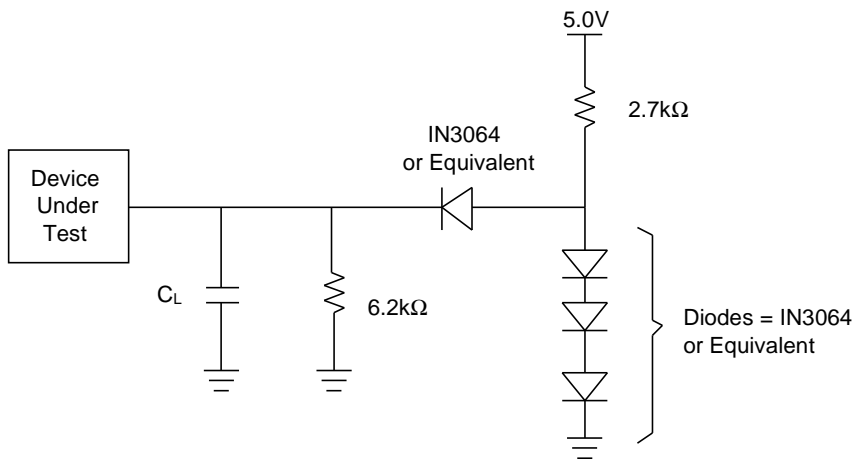 5.0V
2.7kΩ
IN3064
or Equivalent
Device
Under
Test
CL
6.2kΩ
Diodes = IN3064
or Equivalent